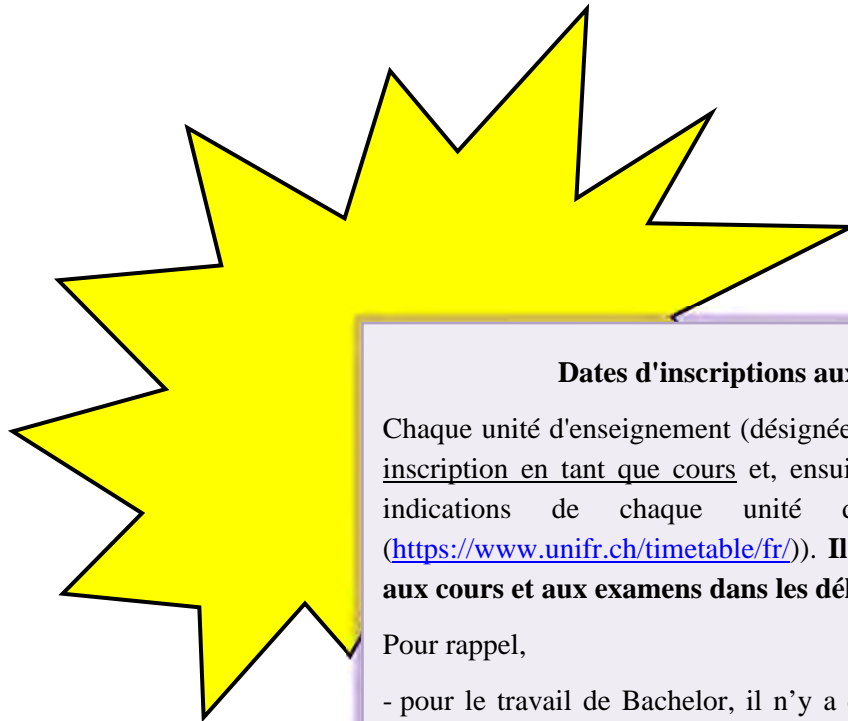 Dates d'inscriptions aux
Chaque unité d'enseignement (désignée
inscription en tant que cours et, ensui
indications de chaque unité d
(https://www.unifr.ch/timetable/fr/)). Il
aux cours et aux examens dans les dél
Pour rappel,
- pour le travail de Bachelor, il n’y a